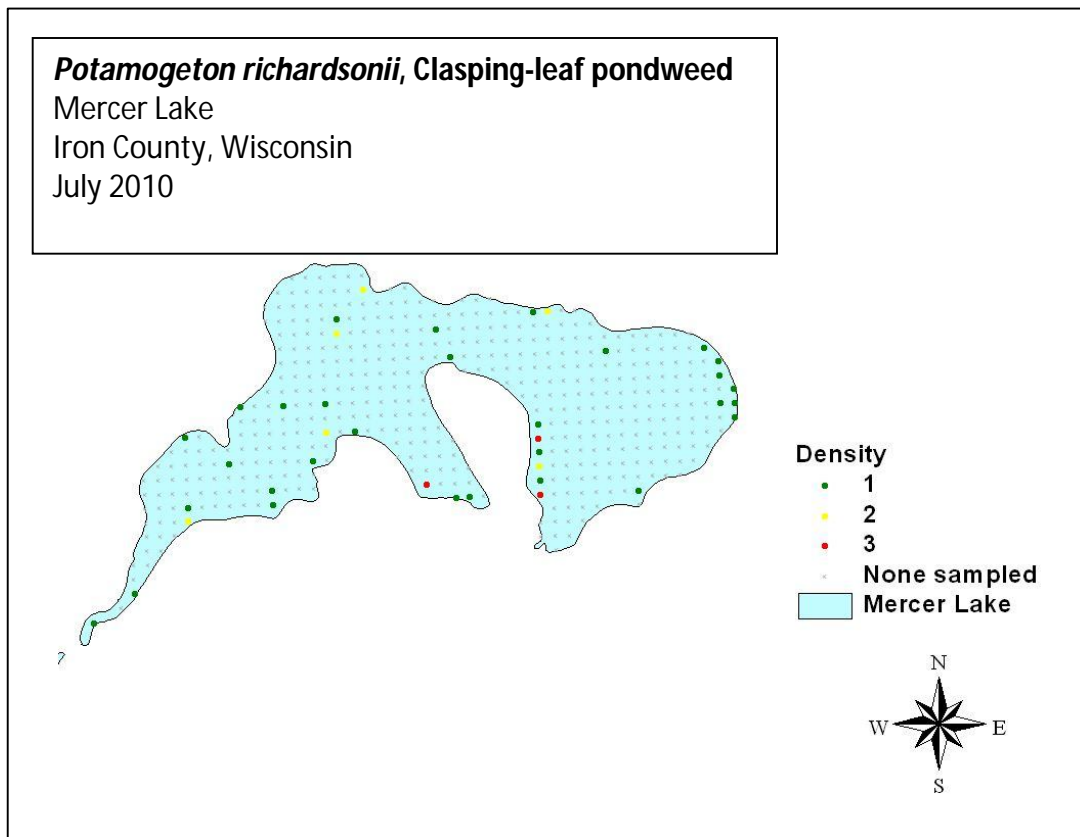 Potamogeton richardsonii, Clasping-leaf pondweed
Mercer Lake
Iron County, Wisconsin
July 2010
Density
1
2
3
None sampled
Mercer Lake
N
W E
S